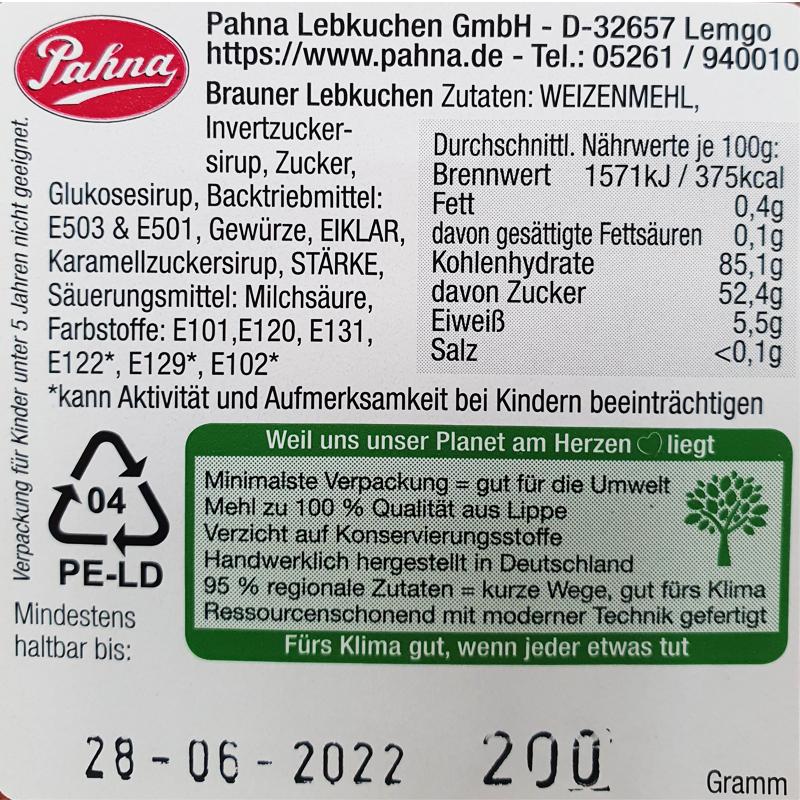 Pahna
Pahna Lebkuchen GmbH - D-32657 Lemgo
https://www.pahna.de - Tel.: 05261 / 940010
Brauner Lebkuchen Zutaten: WEIZENMEHL,
Invertzucker-
sirup, Zucker,
Glukosesirup, Backtriebmittel:
E503 & E501, Gewürze, EIKLAR,
Karamellzuckersirup, STÄRKE,
Säuerungsmittel: Milchsäure,
Farbstoffe: E101,E120, E131,
E122*, E129*, E102*
*kann Aktivität und Aufmerksamkeit bei Kindern beeinträchtigen
Durchschnittl. Nährwerte je 100g:
Brennwert 1571kJ / 375kcal
Fett 0,4g
davon gesättigte Fettsäuren 0,1g
Kohlenhydrate 85,1g
davon Zucker 52,4g
Eiweiß 5,5g
Salz <0,1g
Verpackung für Kinder unter 5 Jahren nicht geeignet.
04
PE-LD
Weil uns unser Planet am Herzen liegt
Minimalste Verpackung = gut für die Umwelt
Mehl zu 100 % Qualität aus Lippe
Verzicht auf Konservierungsstoffe
Handwerklich hergestellt in Deutschland
95 % regionale Zutaten = kurze Wege, gut fürs Klima
Ressourcenschonend mit moderner Technik gefertigt
Fürs Klima gut, wenn jeder etwas tut
Mindestens
haltbar bis:
28-06-2022 200
Gramm